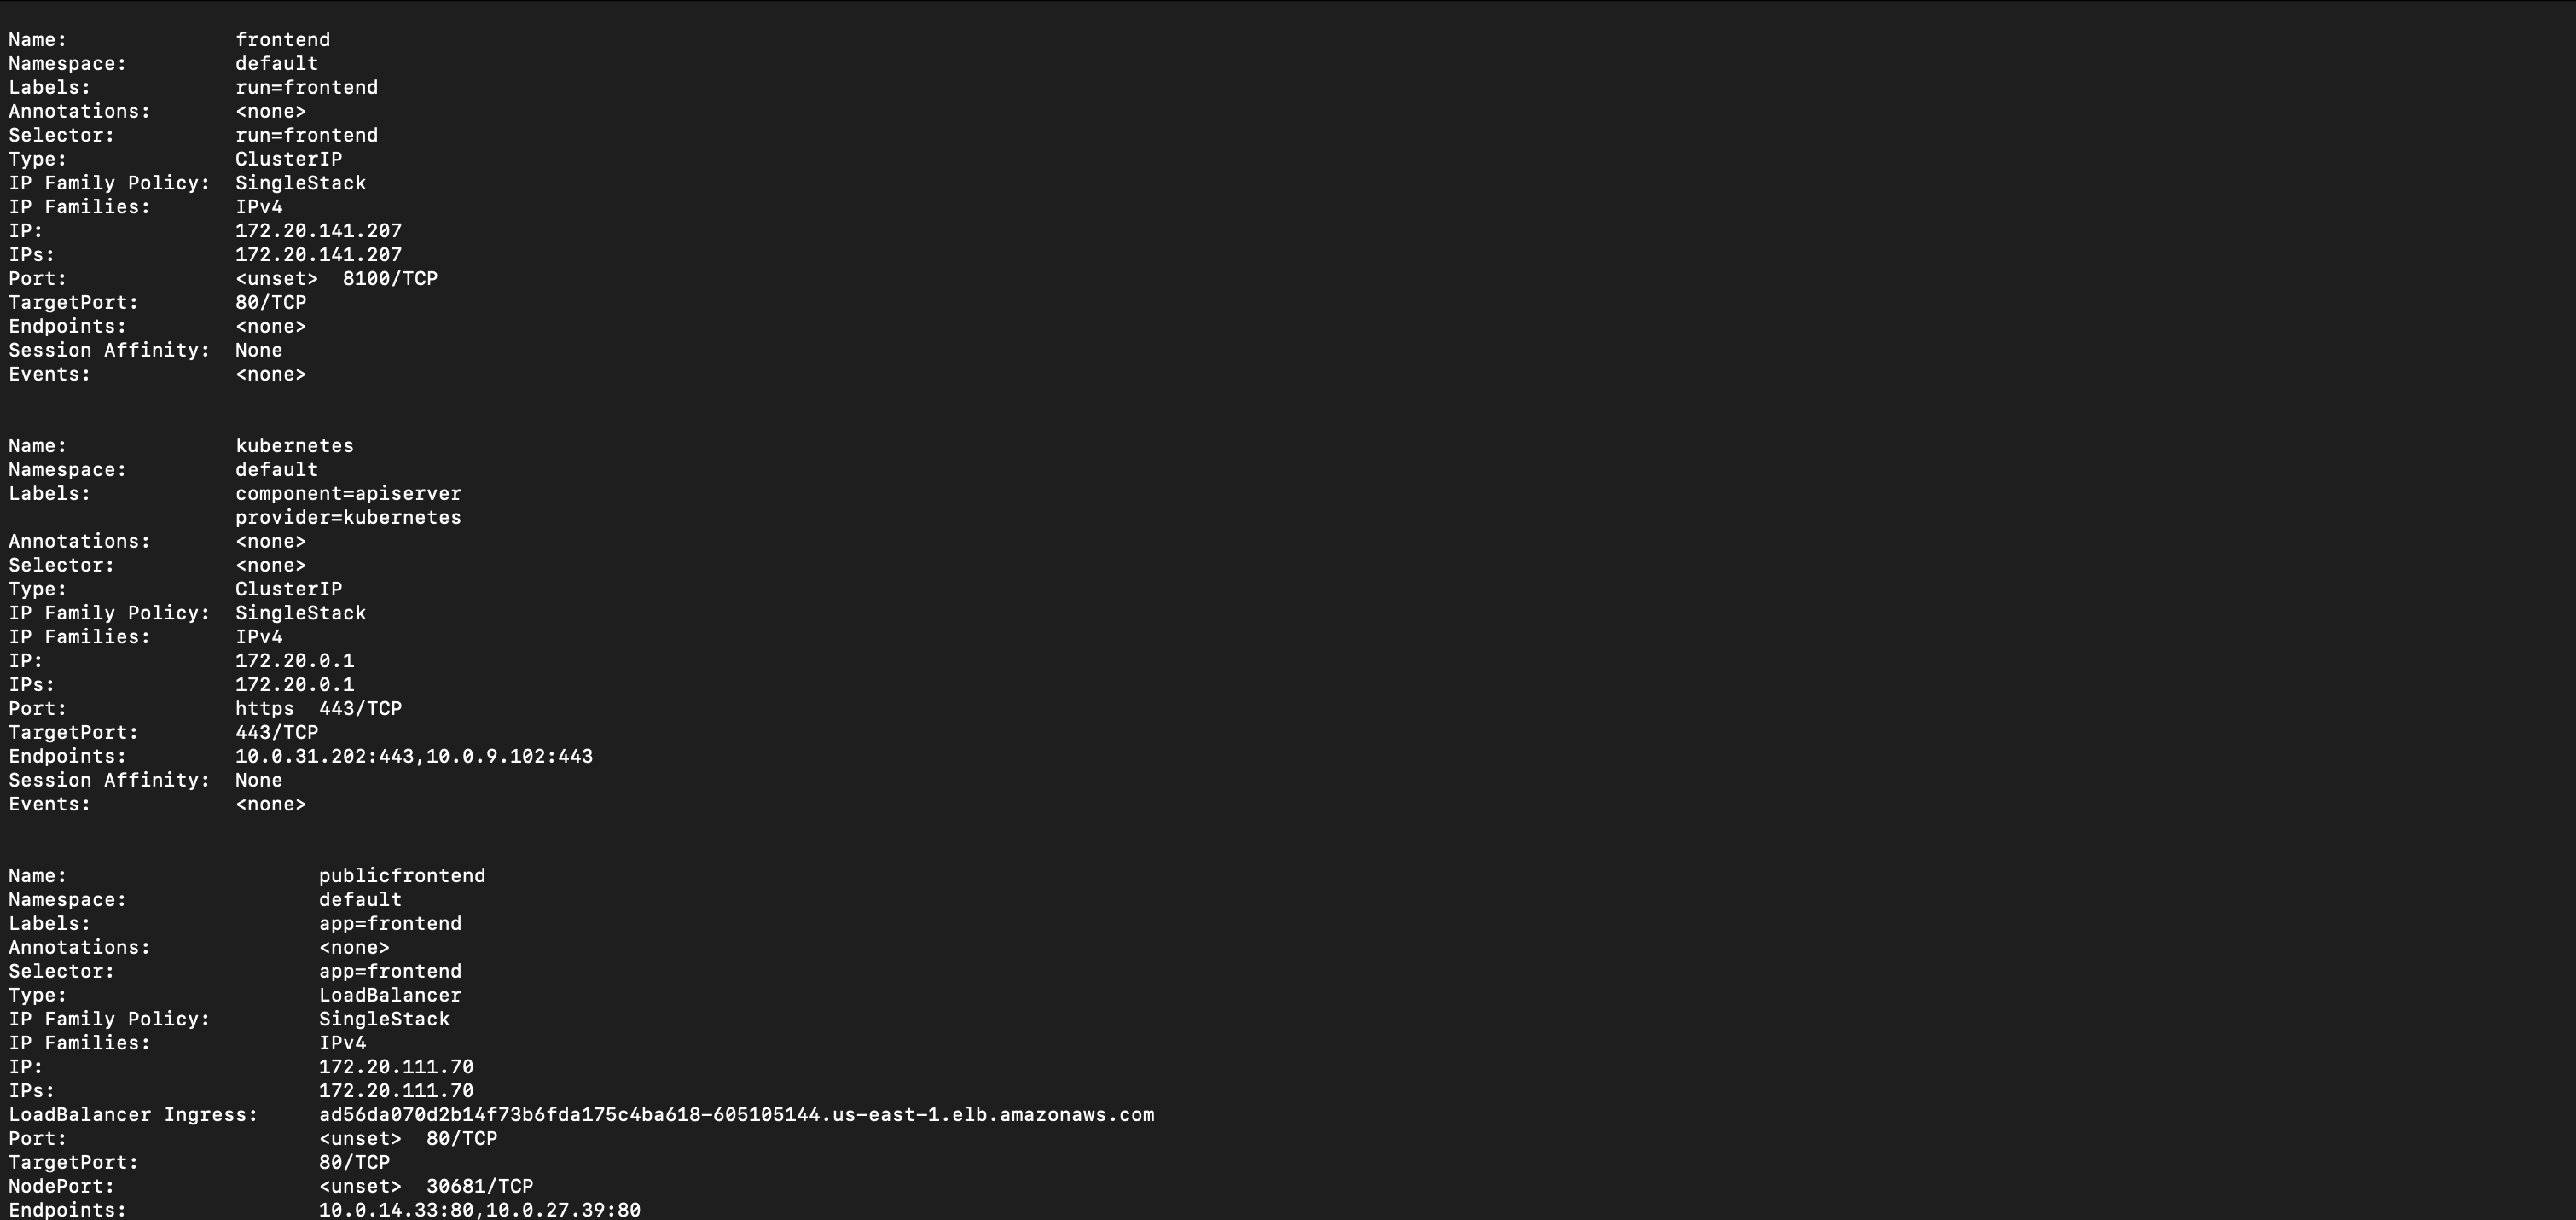 Name:              frontend
Namespace:         default
Labels:            run=frontend
Annotations:       <none>
Selector:          run=frontend
Type:              ClusterIP
IP Family Policy:  SingleStack
IP Families:       IPv4
IP:                172.20.141.207
IPs:               172.20.141.207
Port:              <unset>  8100/TCP
TargetPort:        80/TCP
Endpoints:         <none>
Session Affinity:  None
Events:            <none>
Name:              kubernetes
Namespace:         default
Labels:            component=apiserver
                   provider=kubernetes
Annotations:       <none>
Selector:          <none>
Type:              ClusterIP
IP Family Policy:  SingleStack
IP Families:       IPv4
IP:                172.20.0.1
IPs:               172.20.0.1
Port:              https  443/TCP
TargetPort:        443/TCP
Endpoints:         10.0.31.202:443,10.0.9.102:443
Session Affinity:  None
Events:            <none>
Name:                     publicfrontend
Namespace:                default
Labels:                   app=frontend
Annotations:              <none>
Selector:                 app=frontend
Type:                     LoadBalancer
IP Family Policy:         SingleStack
IP Families:              IPv4
IP:                       172.20.111.70
IPs:                      172.20.111.70
LoadBalancer Ingress:     ad56da070d2b14f73b6fda175c4ba618-605105144.us-east-1.elb.amazonaws.com
Port:                     <unset>  80/TCP
TargetPort:               80/TCP
NodePort:                 <unset>  30681/TCP
Endpoints:                10.0.14.33:80,10.0.27.39:80